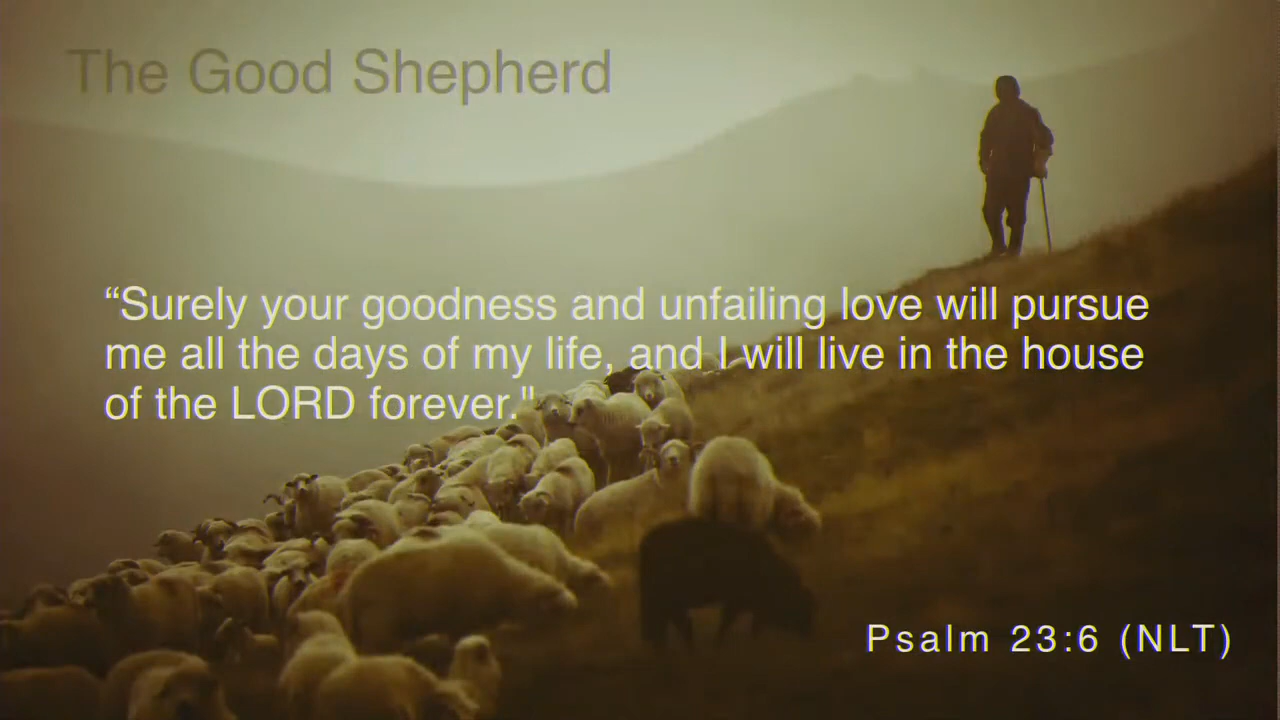 The Good Shepherd
“Surely your goodness and unfailing love will pursue
me all the days of my life, and I will live in the house
of the LORD forever."
Psalm 23:6 (NLT)